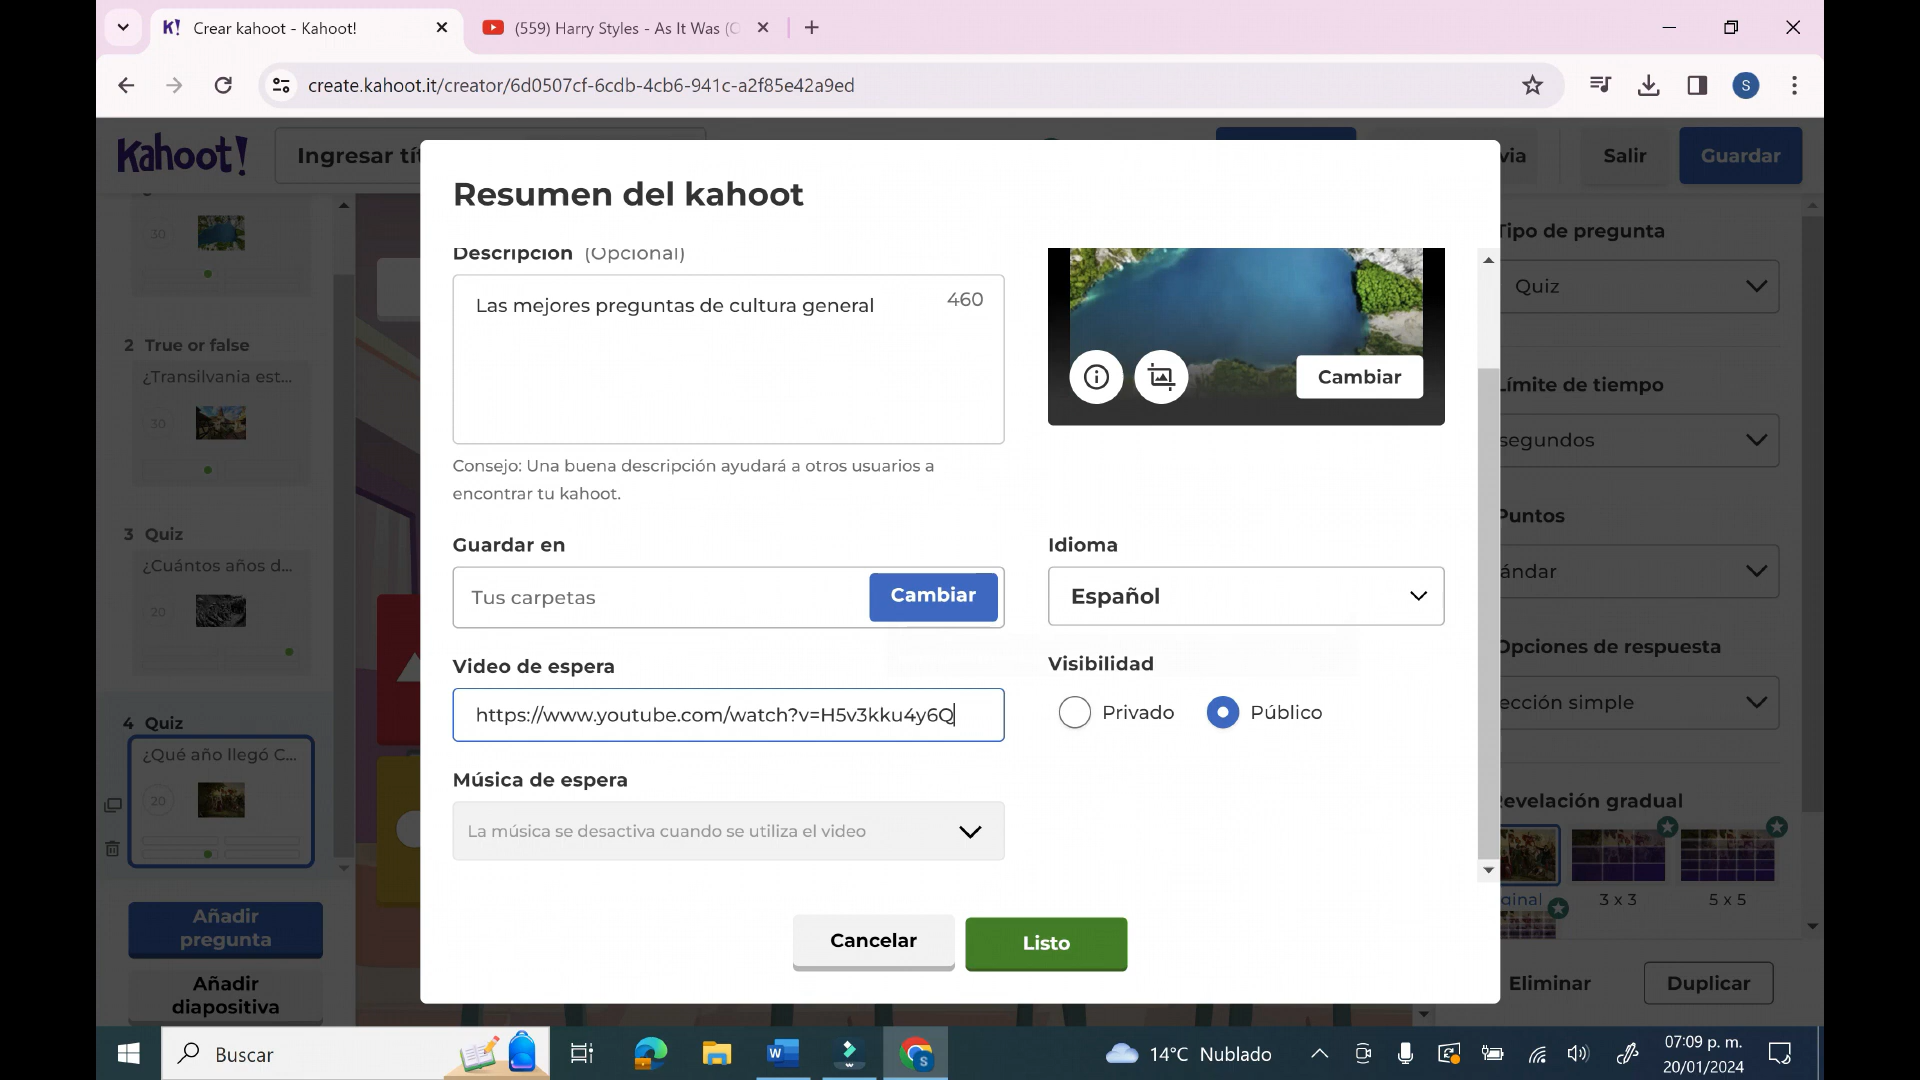 Crear kahoot - Kahoot!
(559) Harry Styles - As It Was (
create.kahoot.it/creator/6d0507cf-6cdb-4cb6-941c-a2f85e42a9ed
S
Kahoot!
Ingresar tí
via
Salir
Guardar
Resumen del kahoot
Descripción (Opcional)
Las mejores preguntas de cultura general
460
Cambiar
Consejo: Una buena descripción ayudará a otros usuarios a
encontrar tu kahoot.
Guardar en
Tus carpetas
Cambiar
Idioma
Español
Video de espera
https://www.youtube.com/watch?v=H5v3kku4y6Q
Visibilidad
Privado
Público
Música de espera
La música se desactiva cuando se utiliza el video
Cancelar
Listo
30
2 True or false
¿Transilvania est...
30
3 Quiz
¿Cuántos años d...
20
4 Quiz
¿Qué año llegó C...
20
Añadir
pregunta
Añadir
diapositiva
Tipo de pregunta
Quiz
Límite de tiempo
segundos
Puntos
ándar
Opciones de respuesta
ección simple
Revelación gradual
ginal
3 x 3
5 x 5
Eliminar
Duplicar
Buscar
14°C Nublado
07:09 p. m.
20/01/2024